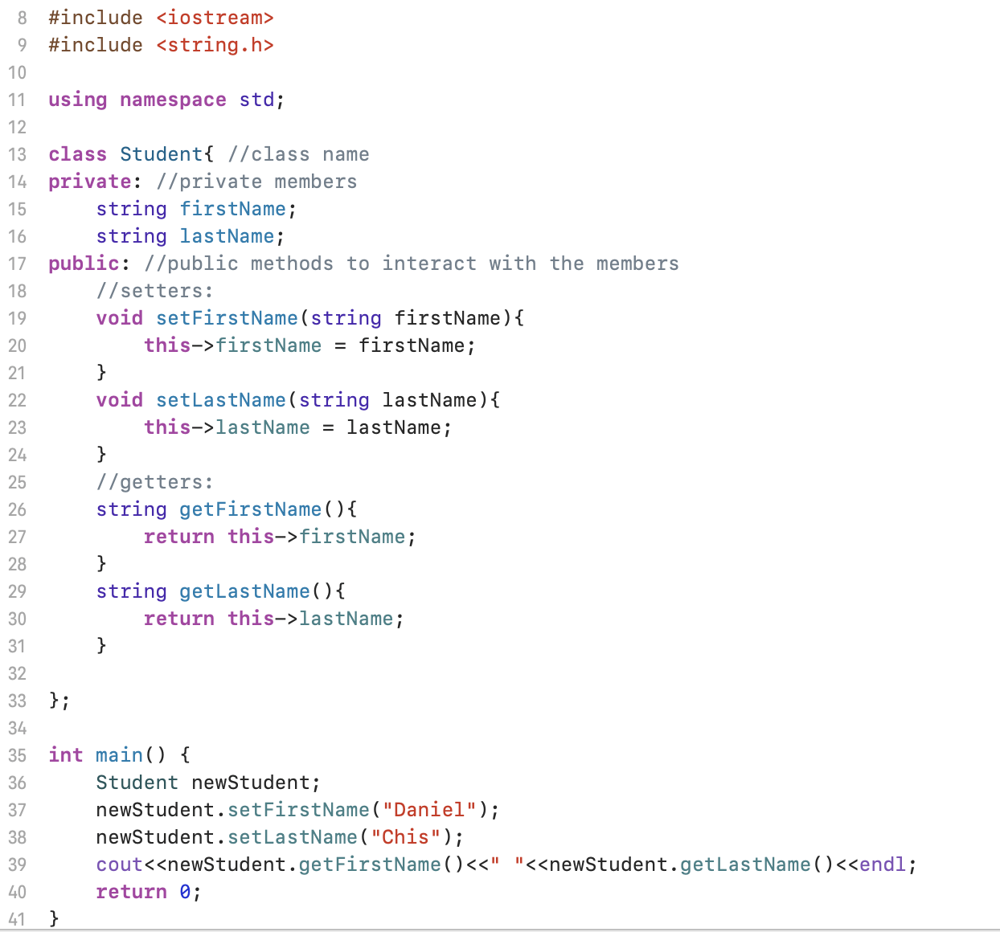 8 #include <iostream>
9 #include <string.h>
10
11 using namespace std;
12
13 class Student{ //class name
14 private: //private members
15     string firstName;
16     string lastName;
17 public: //public methods to interact with the members
18     //setters:
19     void setFirstName(string firstName){
20         this->firstName = firstName;
21     }
22     void setLastName(string lastName){
23         this->lastName = lastName;
24     }
25     //getters:
26     string getFirstName(){
27         return this->firstName;
28     }
29     string getLastName(){
30         return this->lastName;
31     }
32
33 };
34
35 int main() {
36     Student newStudent;
37     newStudent.setFirstName("Daniel");
38     newStudent.setLastName("Chis");
39     cout<<newStudent.getFirstName()<<" "<<newStudent.getLastName()<<endl;
40     return 0;
41 }